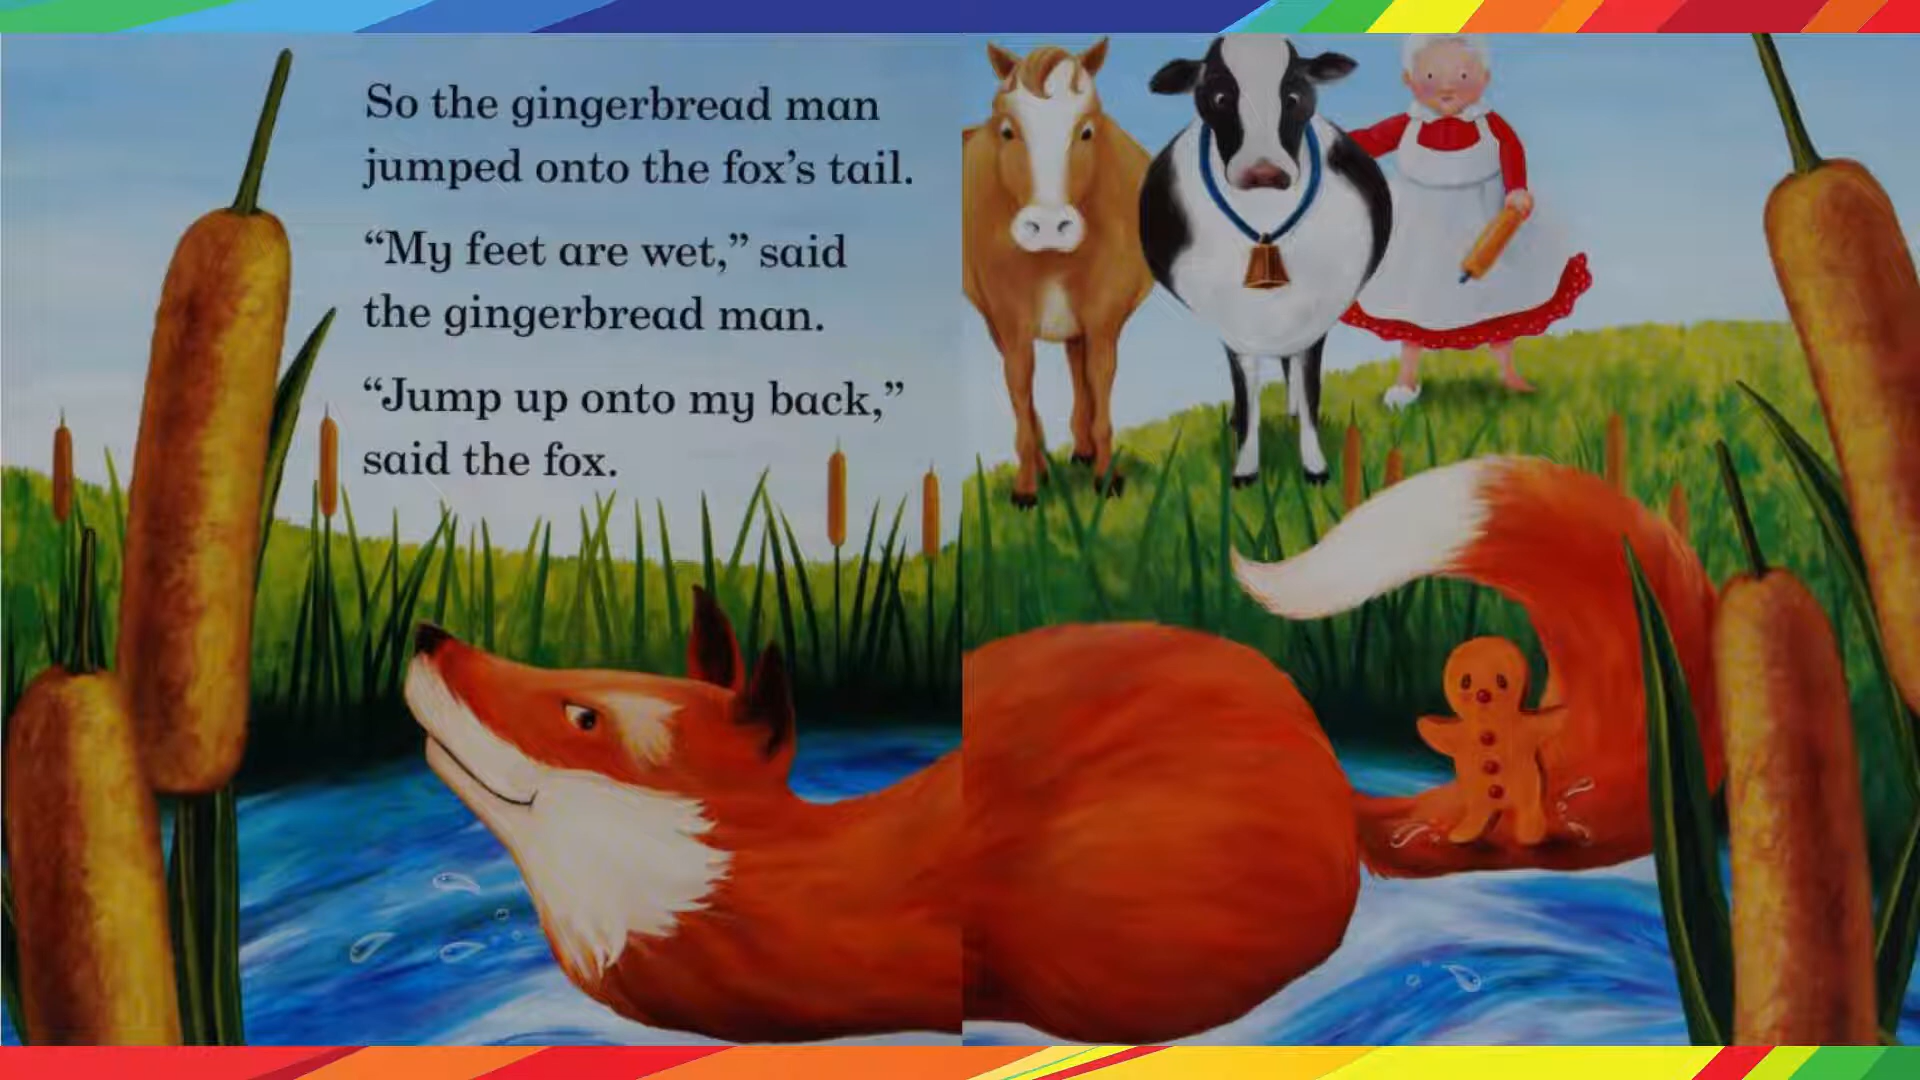 So the gingerbread man
jumped onto the fox's tail.
“My feet are wet,” said
the gingerbread man.
“Jump up onto my back,”
said the fox.